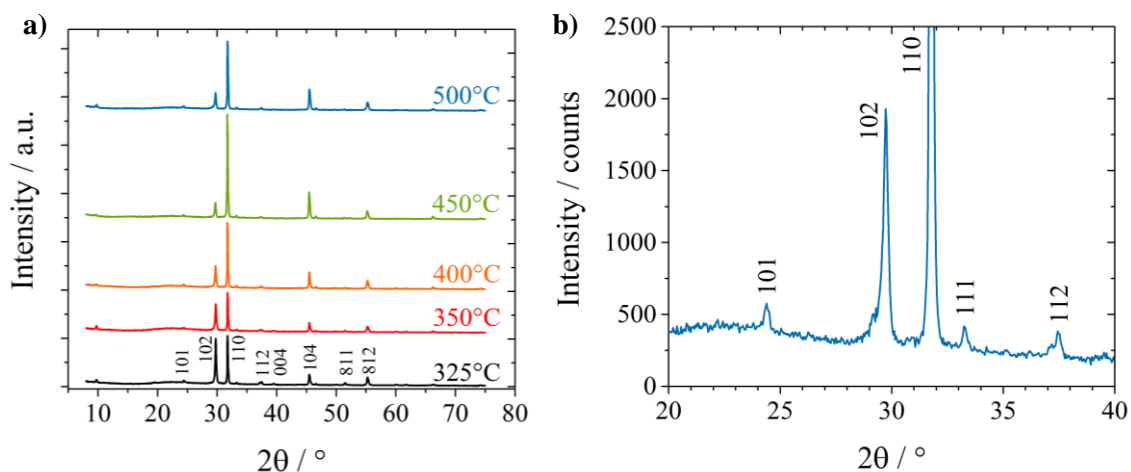 a)
Intensity / a.u.
500°C
450°C
400°C
350°C
325°C
101
102
110
112
004
104
811
812
10 20 30 40 50 60 70 80
2θ / °
b)
Intensity / counts
2500
2000
1500
1000
500
0
101
102
110
111
112
20 25 30 35 40
2θ / °